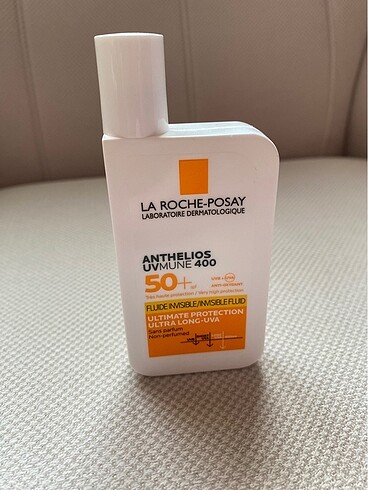 LA ROCHE-POSAY
LABORATOIRE DERMATOLOGIQUE
ANTHELIOS
UVMUNE 400
50+
Très haute protection / Very high protection
FLUIDE INVISIBLE/INVISIBLE FLUID
ULTIMATE PROTECTION
ULTRA LONG-UVA
Sans parfum
Non-perfumed